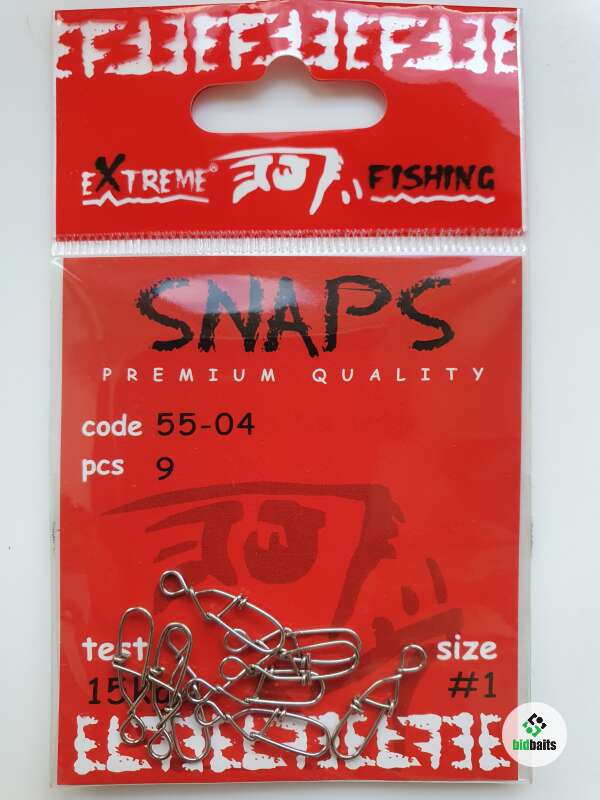 EXTREME® FISHING
SNAPS
PREMIUM QUALITY
code 55-04
pcs 9
test size
15kg #1
bidbaits